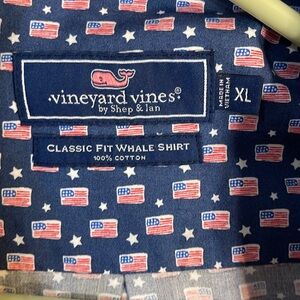 vineyard vines®
by Shep & Ian
MADE IN
VIETNAM
XL
CLASSIC FIT WHALE SHIRT
100% COTTON